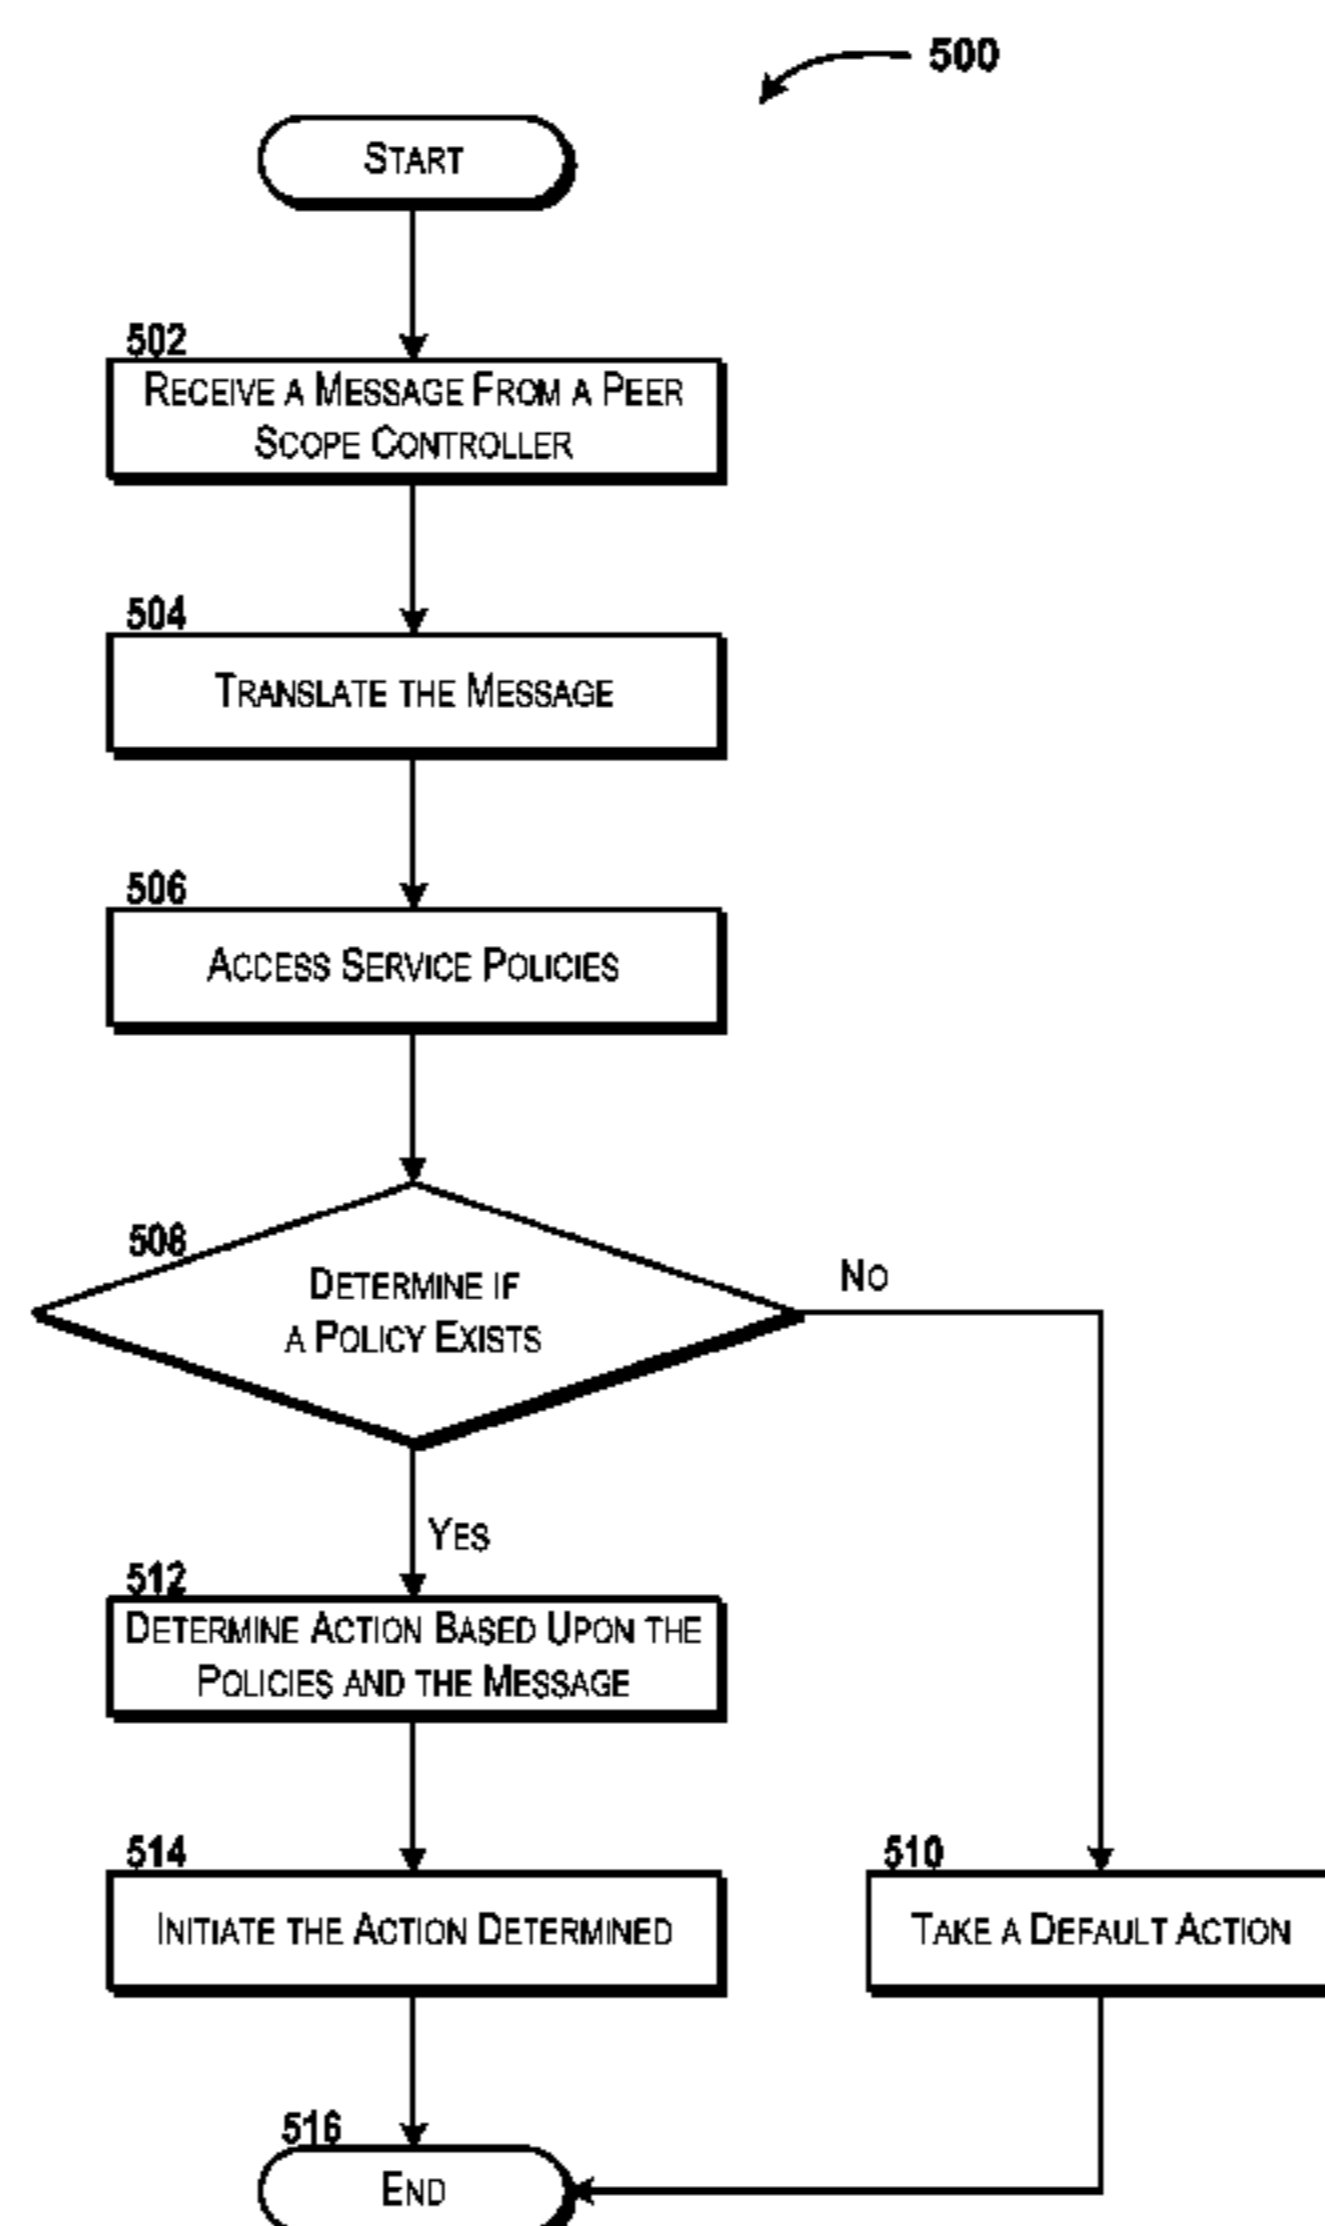 500
START
502
RECEIVE A MESSAGE FROM A PEER
SCOPE CONTROLLER
504
TRANSLATE THE MESSAGE
506
ACCESS SERVICE POLICIES
508
DETERMINE IF
A POLICY EXISTS
NO
YES
512
DETERMINE ACTION BASED UPON THE
POLICIES AND THE MESSAGE
514
INITIATE THE ACTION DETERMINED
510
TAKE A DEFAULT ACTION
516
END